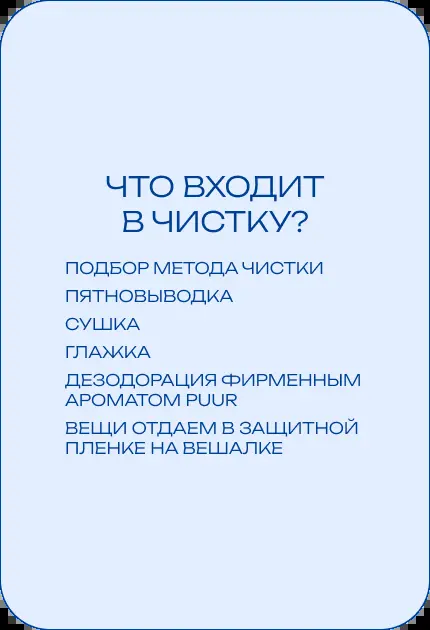 ЧТО ВХОДИТ
В ЧИСТКУ?
ПОДБОР МЕТОДА ЧИСТКИ
ПЯТНОВЫВОДКА
СУШКА
ГЛАЖКА
ДЕЗОДОРАЦИЯ ФИРМЕННЫМ
АРОМАТОМ PUUR
ВЕЩИ ОТДАЕМ В ЗАЩИТНОЙ
ПЛЕНКЕ НА ВЕШАЛКЕ